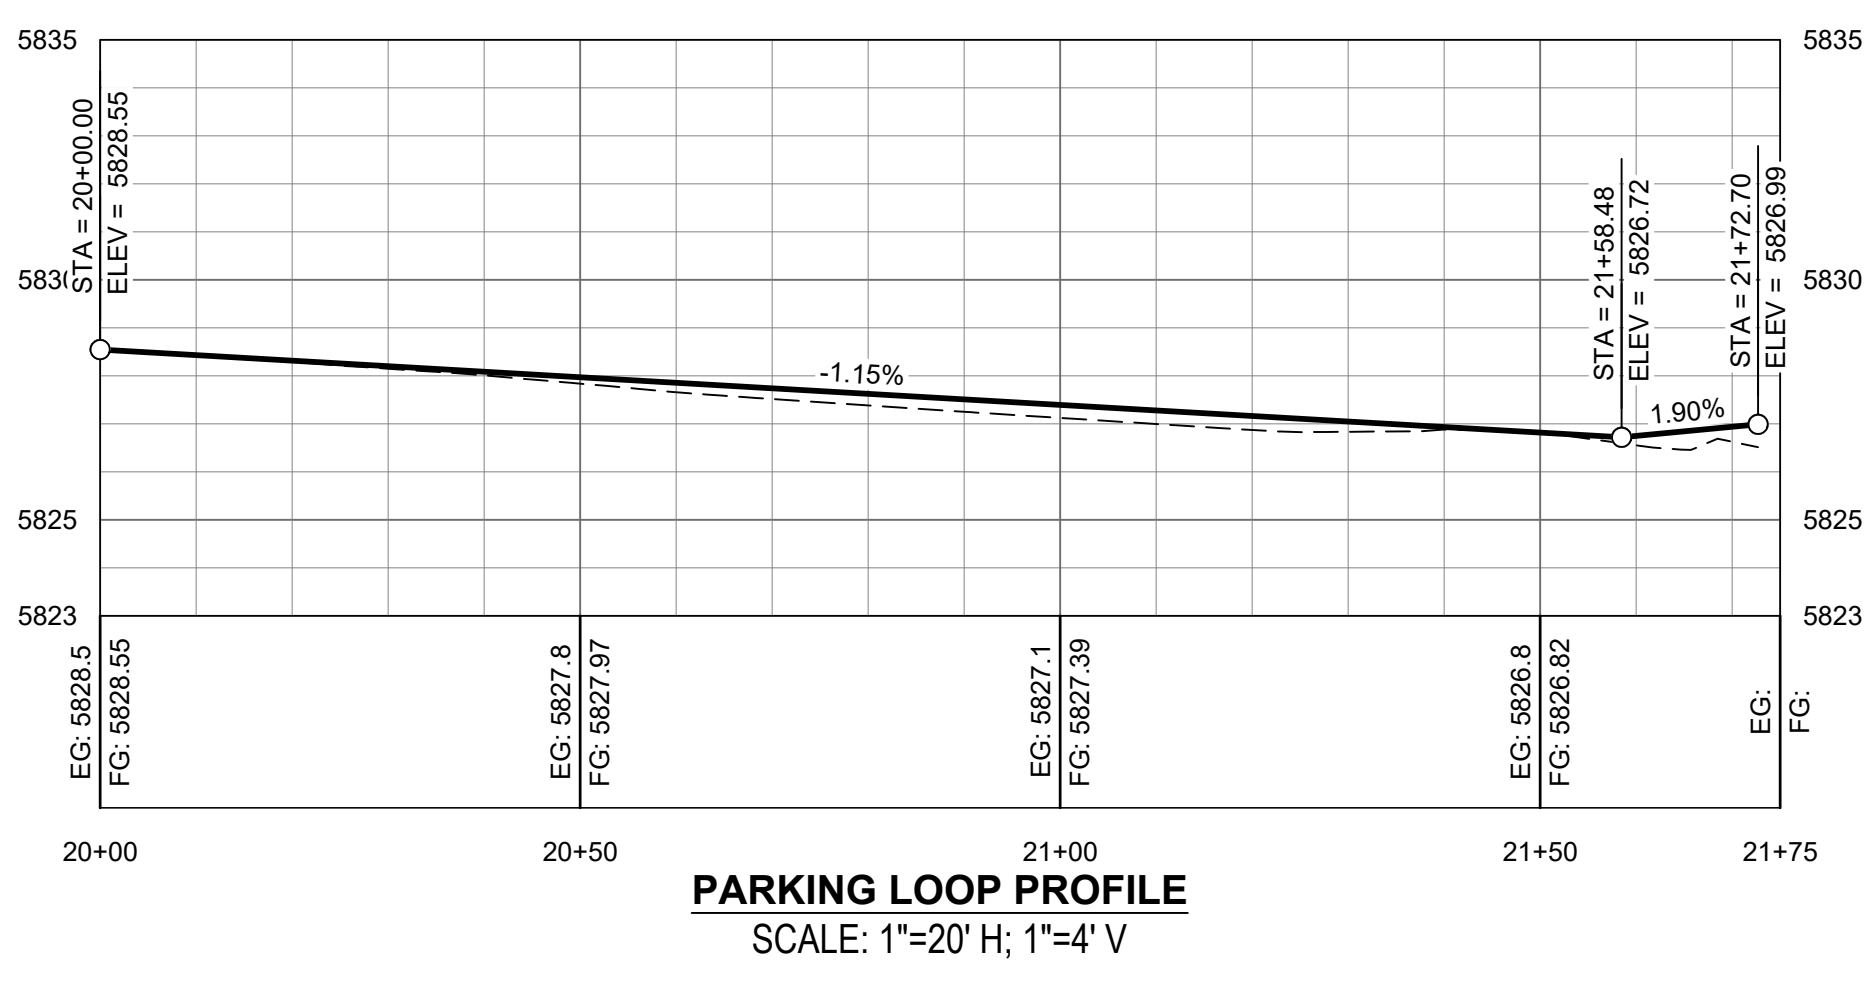 5835
5835
STA = 20+00.00
ELEV = 5828.55
STA = 21+58.48
ELEV = 5826.72
STA = 21+72.70
ELEV = 5826.99
5830
-1.15%
1.90%
5825
5825
5823
5823
EG: 5828.5
FG: 5828.55
EG: 5827.8
FG: 5827.97
EG: 5827.1
FG: 5827.39
EG: 5826.8
FG: 5826.82
EG:
FG:
20+00
20+50
21+00
21+50
21+75
PARKING LOOP PROFILE
SCALE: 1"=20' H; 1"=4' V